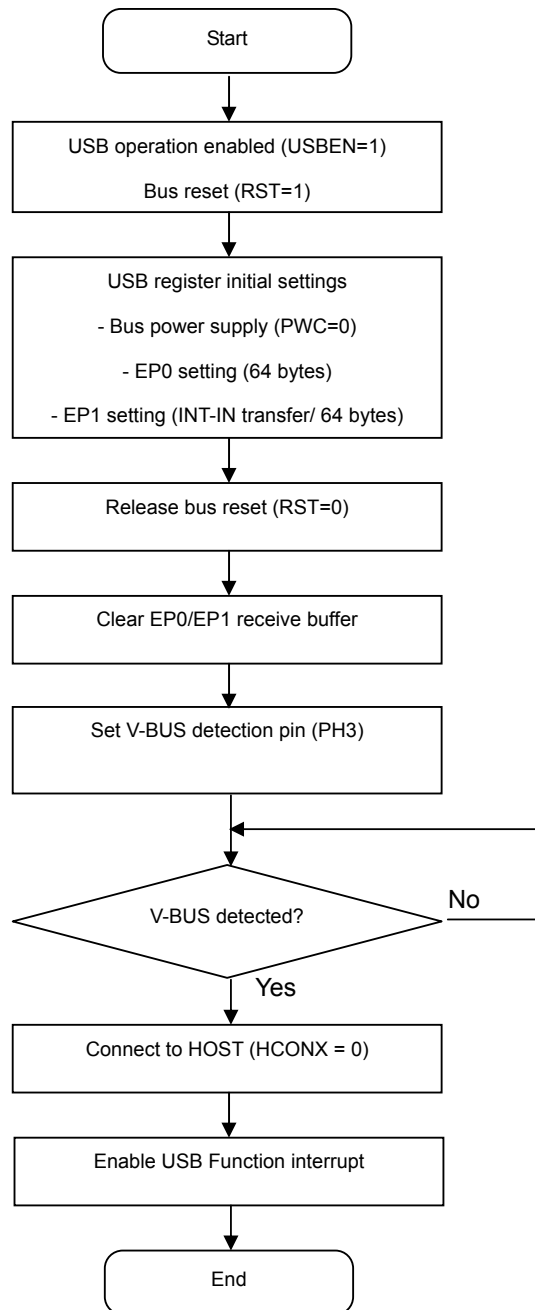 Start
USB operation enabled (USBEN=1)
Bus reset (RST=1)
USB register initial settings
- Bus power supply (PWC=0)
- EP0 setting (64 bytes)
- EP1 setting (INT-IN transfer/ 64 bytes)
Release bus reset (RST=0)
Clear EP0/EP1 receive buffer
Set V-BUS detection pin (PH3)
V-BUS detected?
No
Yes
Connect to HOST (HCONX = 0)
Enable USB Function interrupt
End